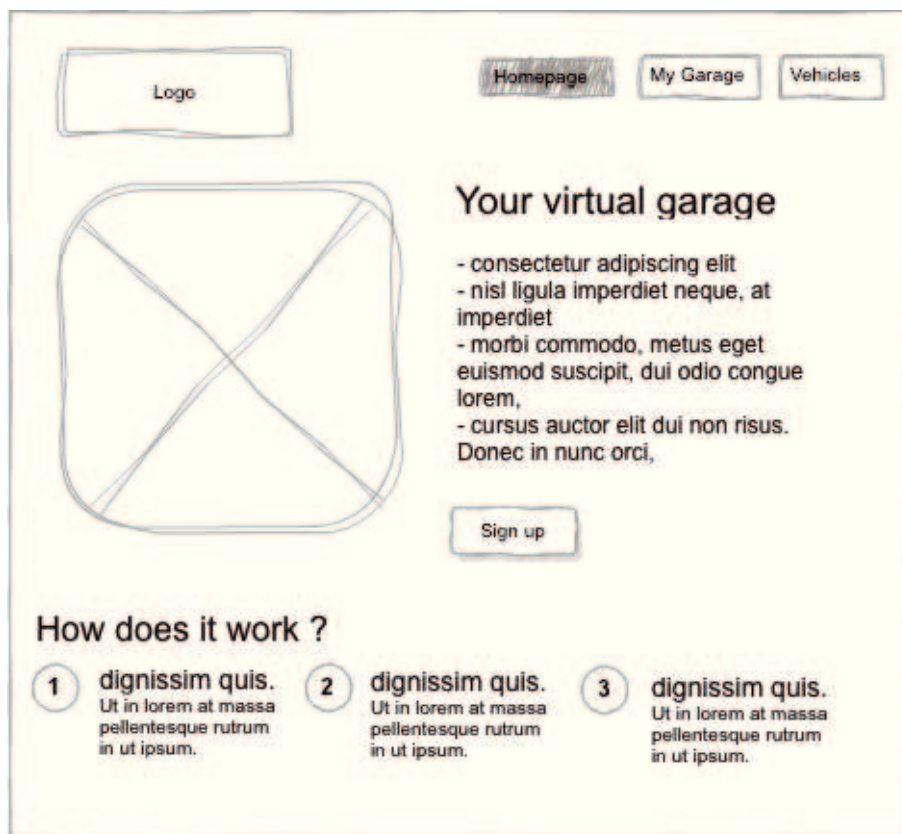 Logo
Homepage
My Garage
Vehicles
Your virtual garage
- consectetur adipiscing elit
- nisl ligula imperdiet neque, at
imperdiet
- morbi commodo, metus eget
euismod suscipit, dui odio congue
lorem,
- cursus auctor elit dui non risus.
Donec in nunc orci,
Sign up
How does it work ?
1
dignissim quis.
Ut in lorem at massa
pellentesque rutrum
in ut ipsum.
2
dignissim quis.
Ut in lorem at massa
pellentesque rutrum
in ut ipsum.
3
dignissim quis.
Ut in lorem at massa
pellentesque rutrum
in ut ipsum.